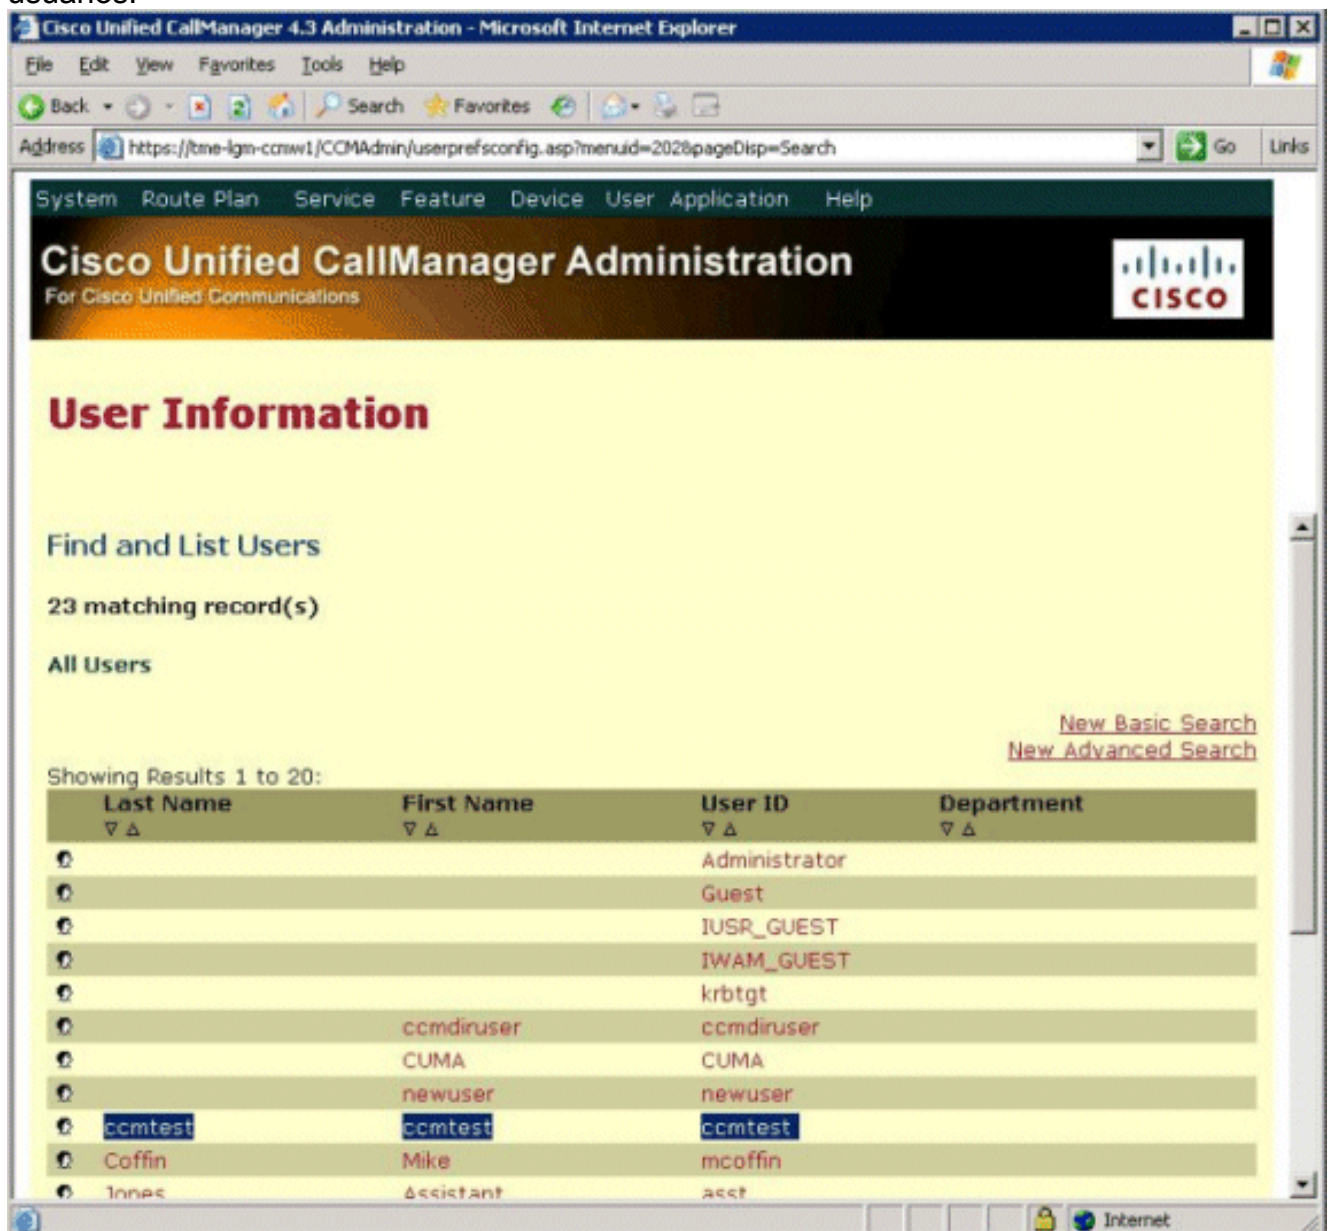 usuarios.
Cisco Unified CallManager 4.3 Administration - Microsoft Internet Explorer
File Edit View Favorites Tools Help
Back Search Favorites
Address https://tme-lgm-ccmw1/CCMAdmin/userprefsconfig.asp?menuid=202&pageDisp=Search Go Links
System Route Plan Service Feature Device User Application Help
Cisco Unified CallManager Administration
For Cisco Unified Communications
CISCO
User Information
Find and List Users
23 matching record(s)
All Users
New Basic Search
New Advanced Search
Showing Results 1 to 20:
Last Name First Name User ID Department
Administrator
Guest
IUSR_GUEST
IWAM_GUEST
krbtgt
ccmdiruser ccmdiruser
CUMA CUMA
newuser newuser
ccmtest ccmtest ccmtest
Coffin Mike mcoffin
Jones Assistant asst
Internet